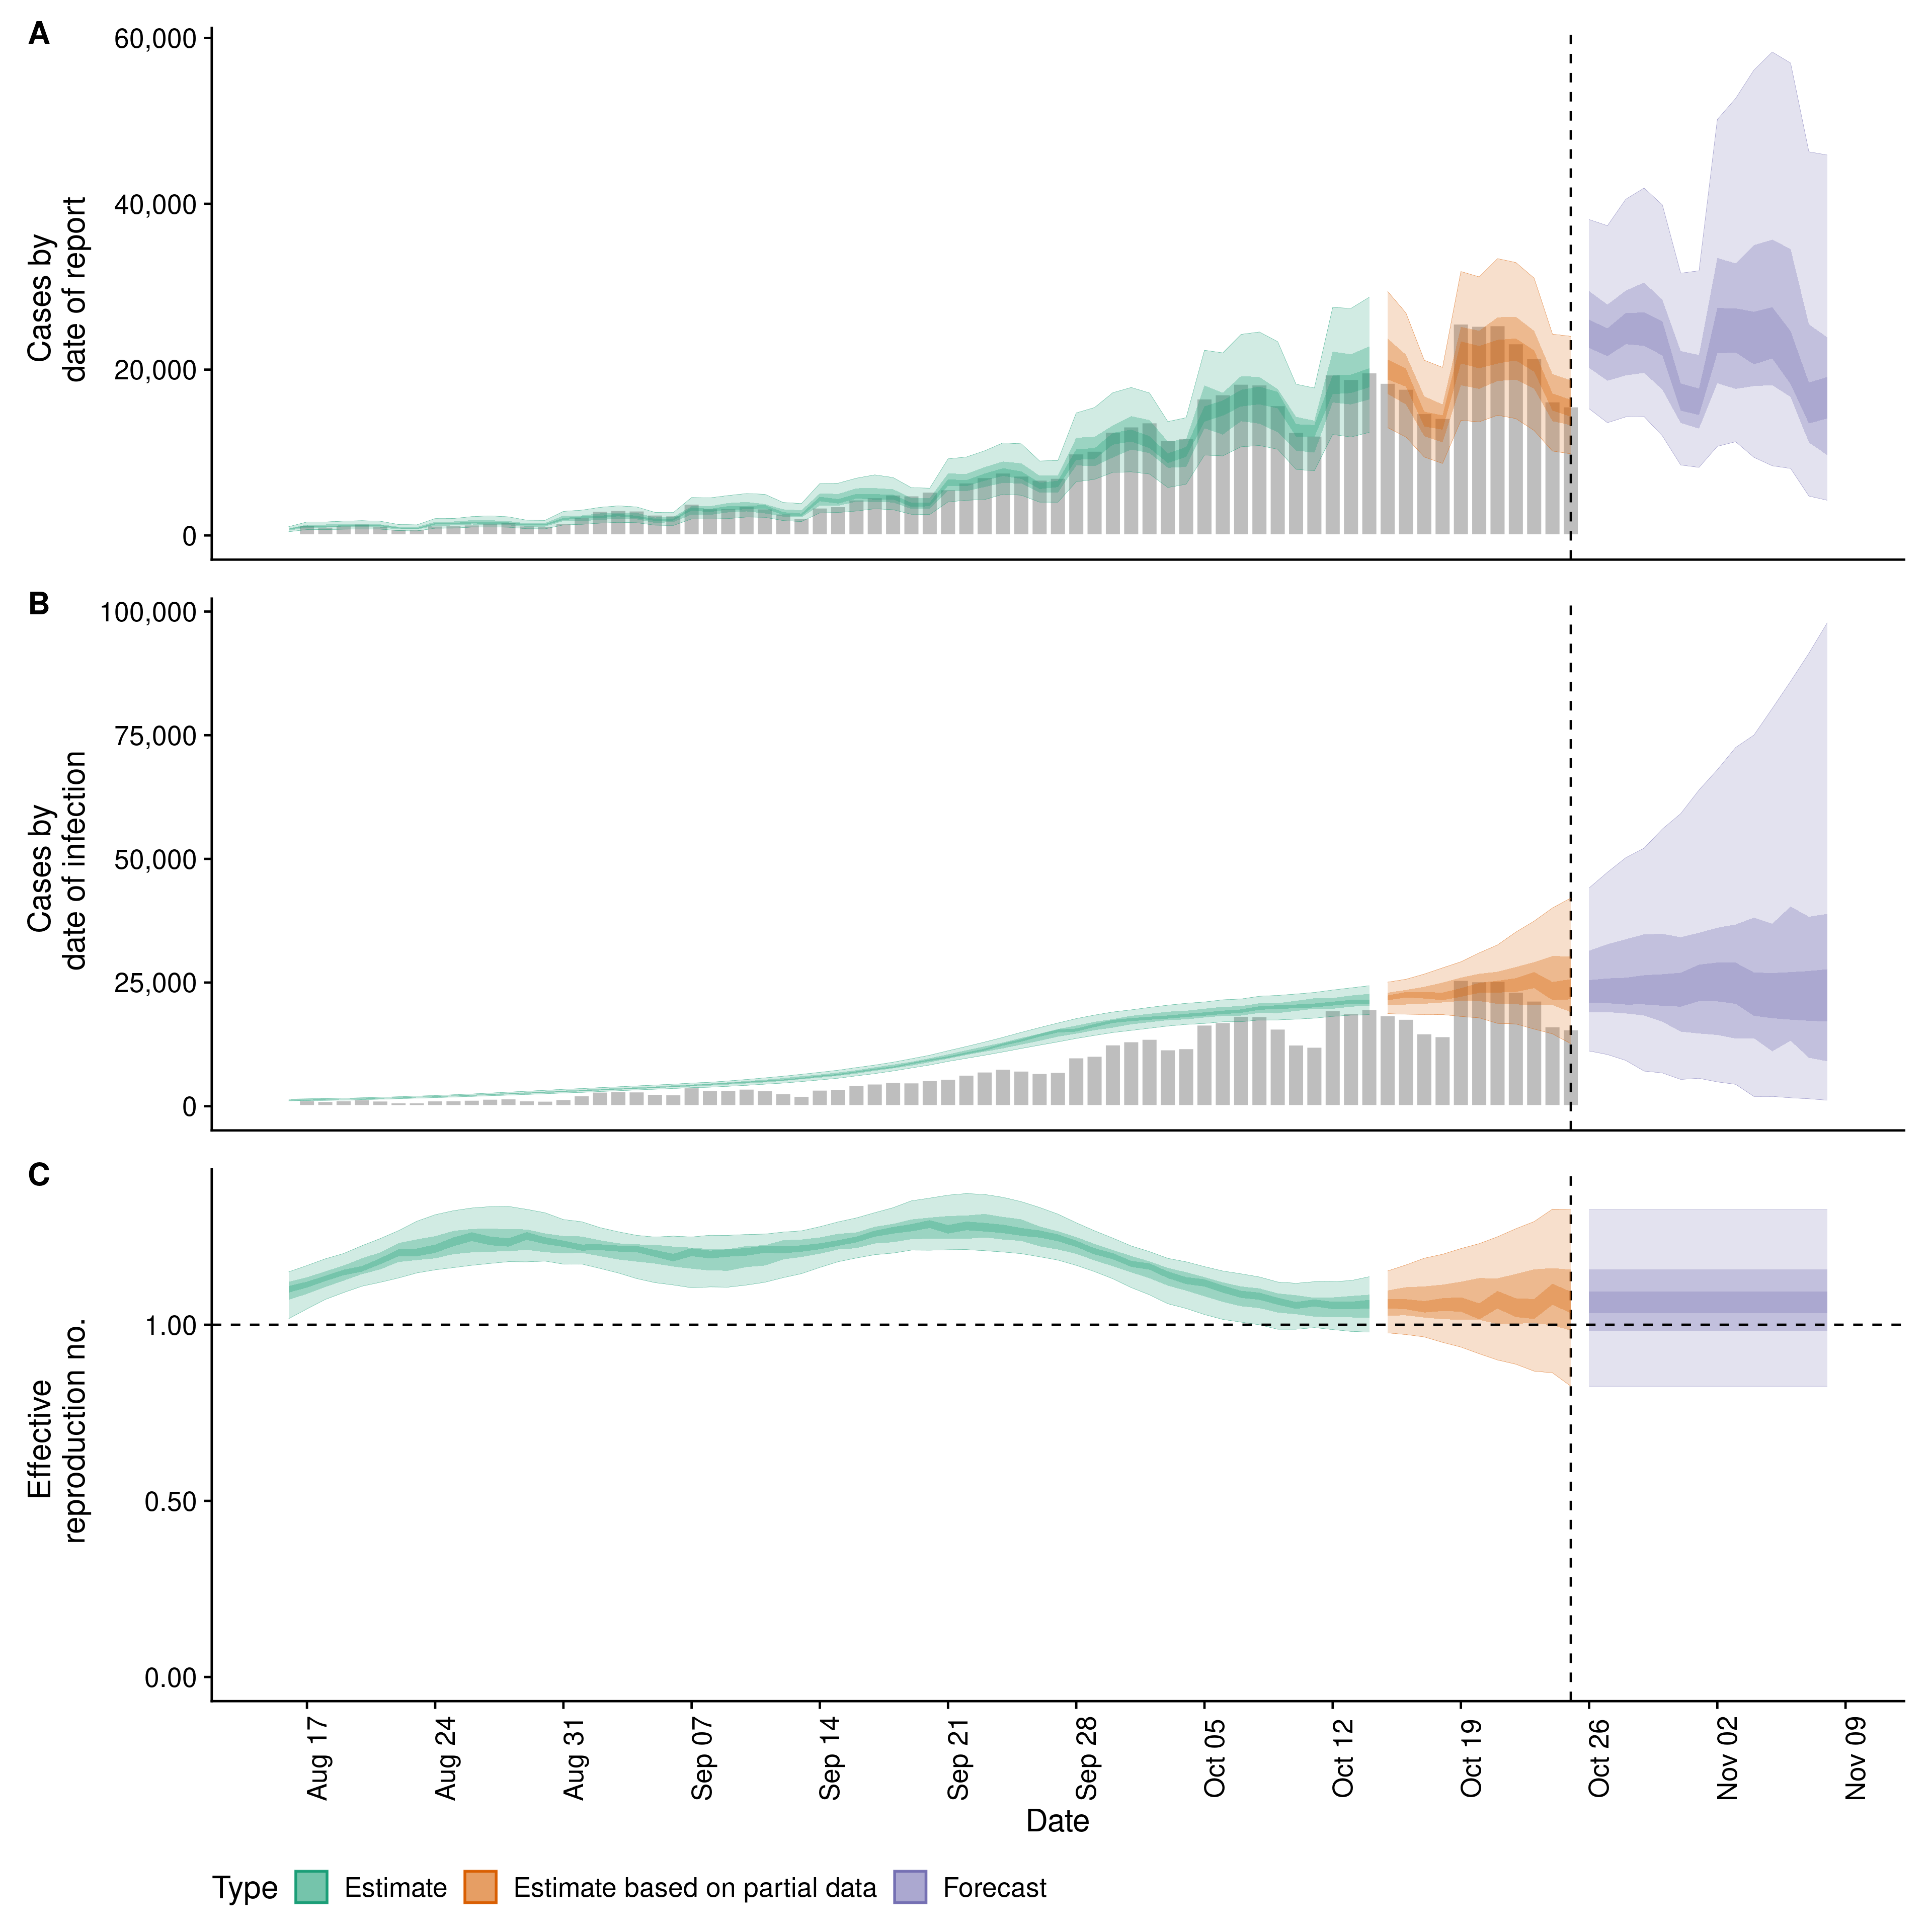 A
60,000
40,000
20,000
0
Cases by
date of report
B
100,000
75,000
50,000
25,000
0
Cases by
date of infection
C
1.00
0.50
0.00
Effective
reproduction no.
Aug 17
Aug 24
Aug 31
Sep 07
Sep 14
Sep 21
Sep 28
Oct 05
Oct 12
Oct 19
Oct 26
Nov 02
Nov 09
Date
Type Estimate Estimate based on partial data Forecast